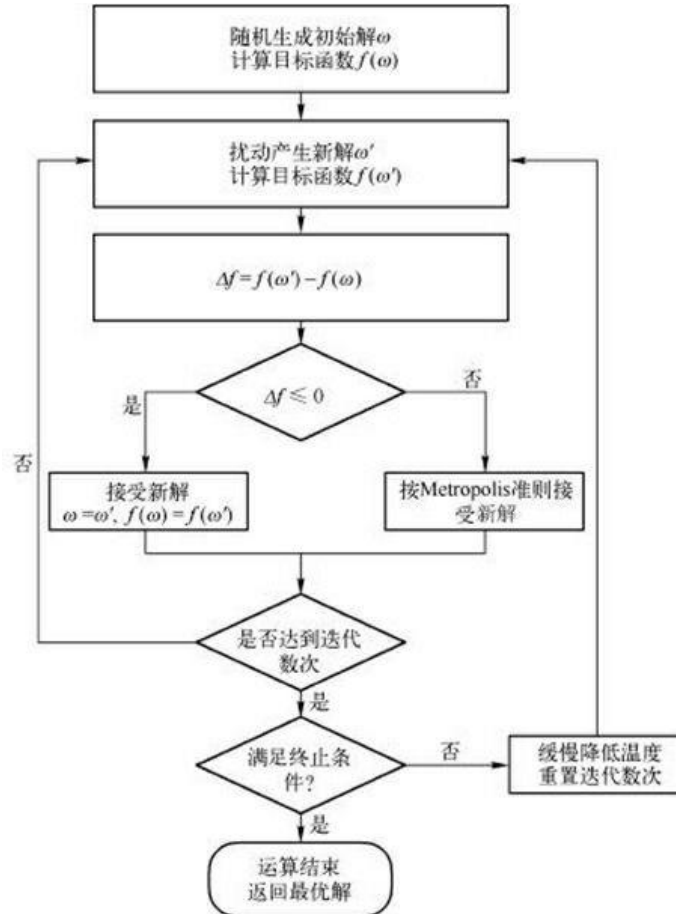 随机生成初始解ω
计算目标函数f(ω)
扰动产生新解ω′
计算目标函数f(ω′)
Δf=f(ω′)−f(ω)
Δf≤0
是
否
接受新解
ω=ω′, f(ω)=f(ω′)
按Metropolis准则接
受新解
否
是否达到迭代
数次
是
满足终止条
件?
否
缓慢降低温度
重置迭代数次
是
运算结束
返回最优解